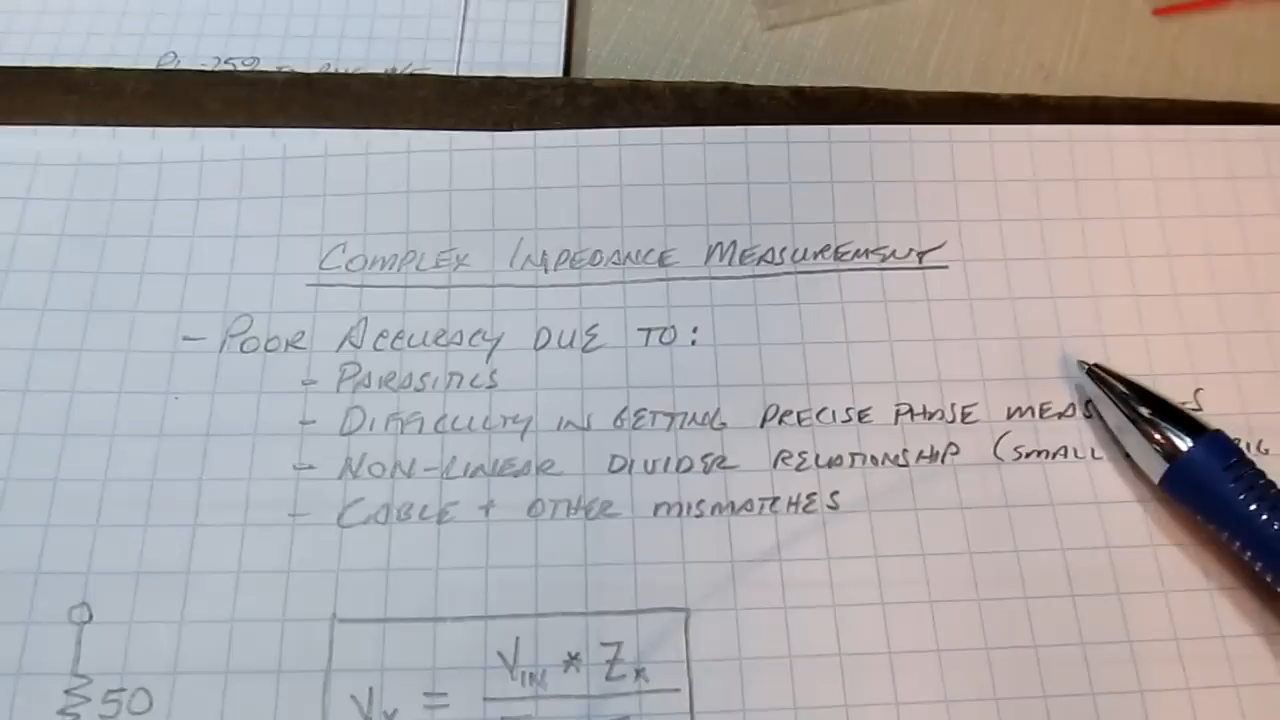 COMPLEX IMPEDANCE MEASUREMENT
- POOR ACCURACY DUE TO:
- PARASITICS
- DIFFICULTY IN GETTING PRECISE PHASE MEAS S
- NON-LINEAR DIVIDER RELATIONSHIP (SMALL
- CABLE + OTHER MISMATCHES
50
VIN * Zx
Vx =